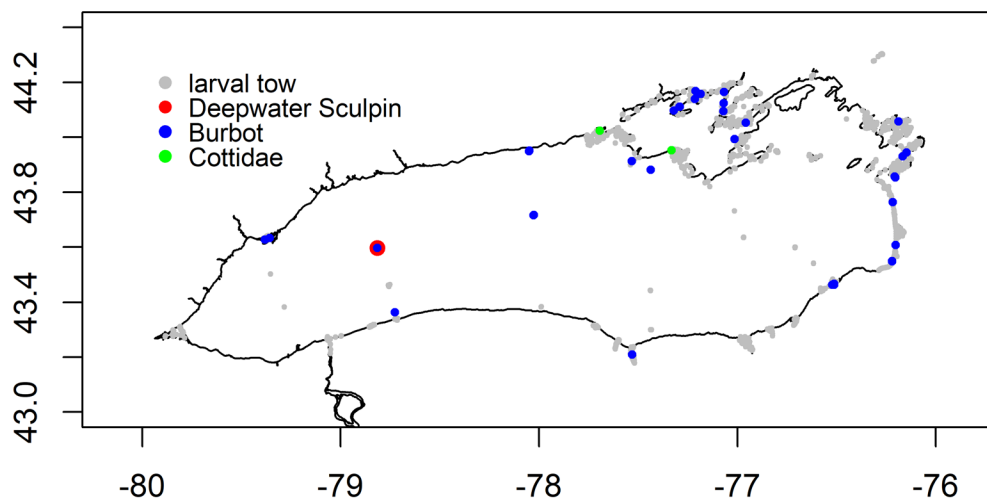 44.2
43.8
43.4
43.0
larval tow
Deepwater Sculpin
Burbot
Cottidae
-80
-79
-78
-77
-76